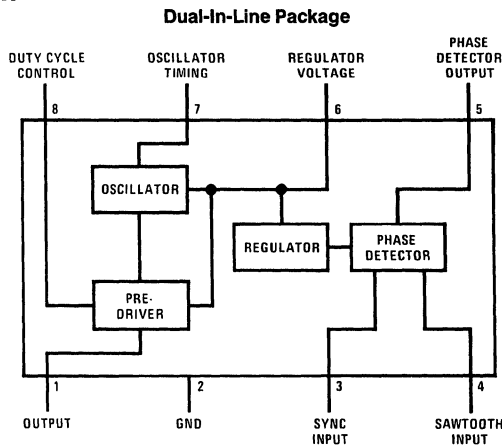 Dual-In-Line Package
DUTY CYCLE
CONTROL
OSCILLATOR
TIMING
REGULATOR
VOLTAGE
PHASE
DETECTOR
OUTPUT
8
7
6
5
OSCILLATOR
REGULATOR
PHASE
DETECTOR
PRE-
DRIVER
1
2
3
4
OUTPUT
GND
SYNC
INPUT
SAWTOOTH
INPUT